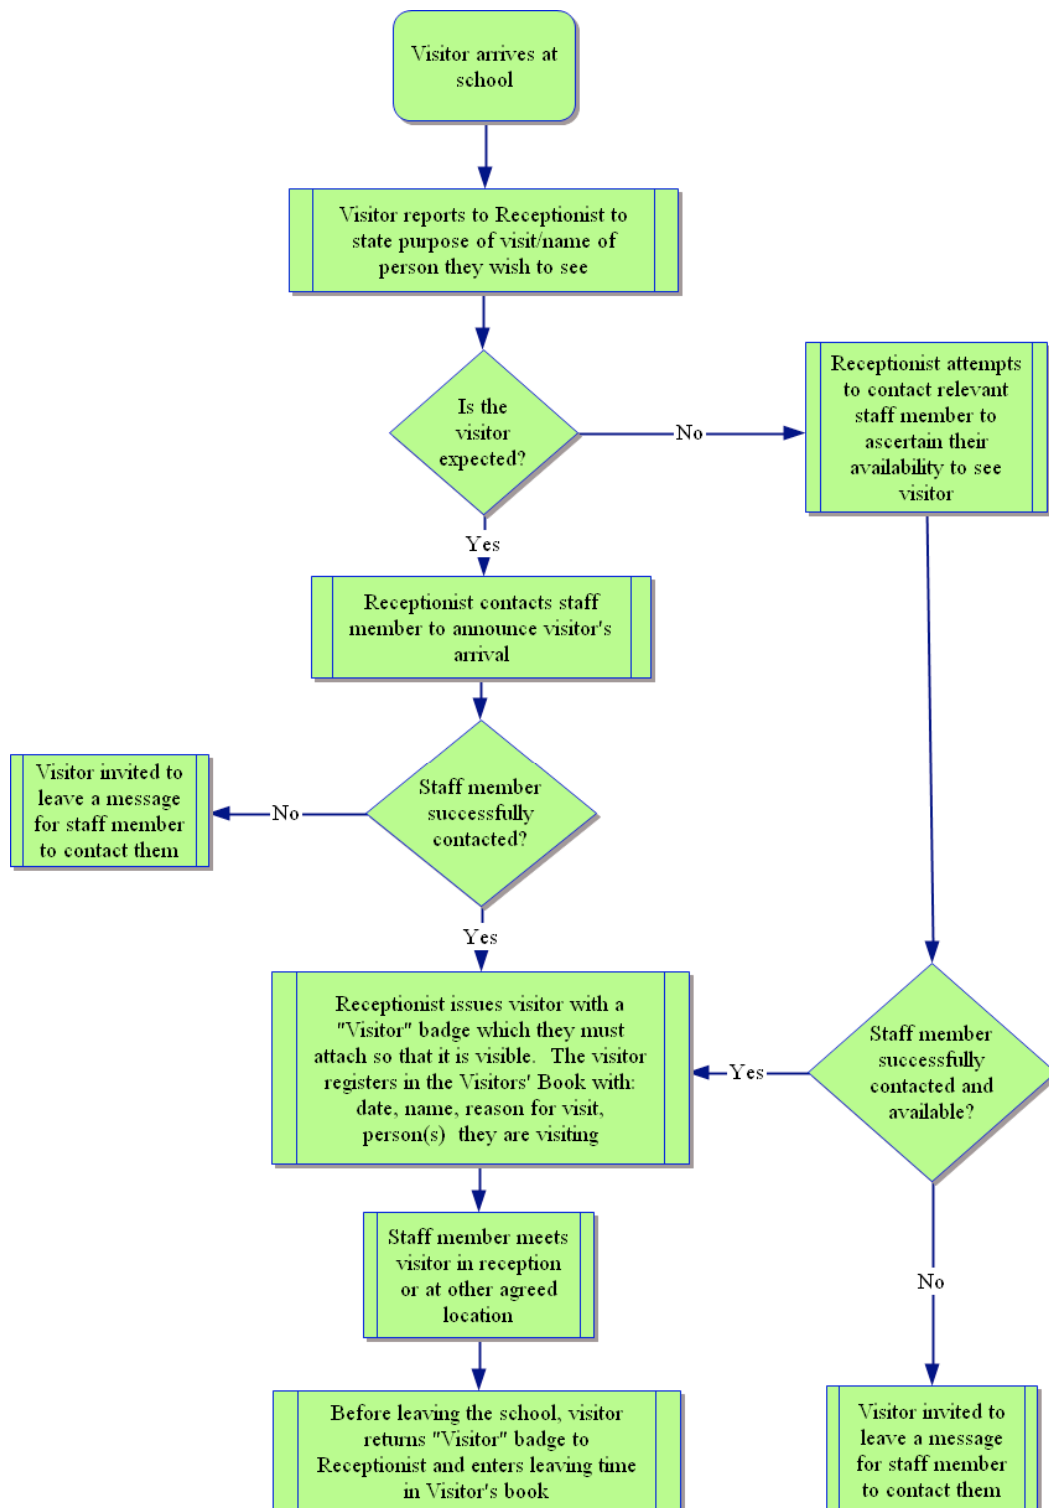 Visitor arrives at
school
Visitor reports to Receptionist to
state purpose of visit/name of
person they wish to see
Is the
visitor
expected?
No
Receptionist attempts
to contact relevant
staff member to
ascertain their
availability to see
visitor
Yes
Receptionist contacts staff
member to announce visitor's
arrival
Staff member
successfully
contacted?
No
Visitor invited to
leave a message
for staff member
to contact them
Yes
Receptionist issues visitor with a
"Visitor" badge which they must
attach so that it is visible.  The visitor
registers in the Visitors' Book with:
date, name, reason for visit,
person(s)  they are visiting
Yes
Staff member
successfully
contacted and
available?
Staff member meets
visitor in reception
or at other agreed
location
No
Before leaving the school, visitor
returns "Visitor" badge to
Receptionist and enters leaving time
in Visitor's book
Visitor invited to
leave a message
for staff member
to contact them